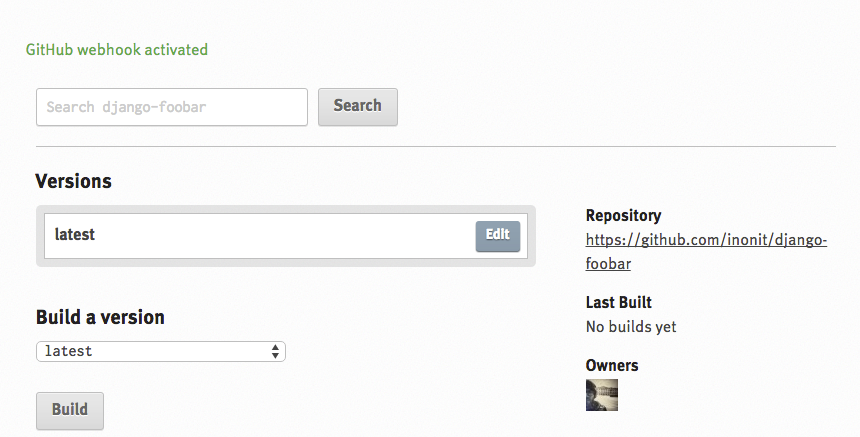 GitHub webhook activated
Search django-foobar
Search
Versions
latest
Edit
Build a version
latest
Build
Repository
https://github.com/inonit/django-
foobar
Last Built
No builds yet
Owners